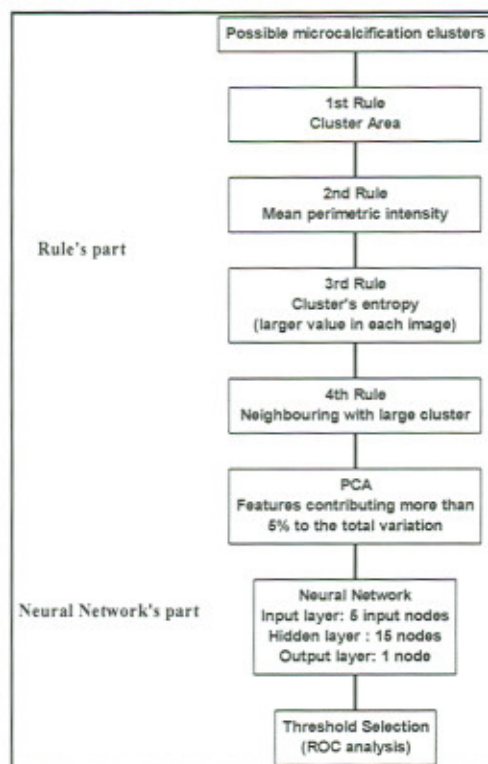 Possible microcalcification clusters
1st Rule
Cluster Area
2nd Rule
Mean perimetric intensity
Rule's part
3rd Rule
Cluster's entropy
(larger value in each image)
4th Rule
Neighbouring with large cluster
PCA
Features contributing more than
5% to the total variation
Neural Network's part
Neural Network
Input layer: 5 input nodes
Hidden layer : 15 nodes
Output layer: 1 node
Threshold Selection
(ROC analysis)